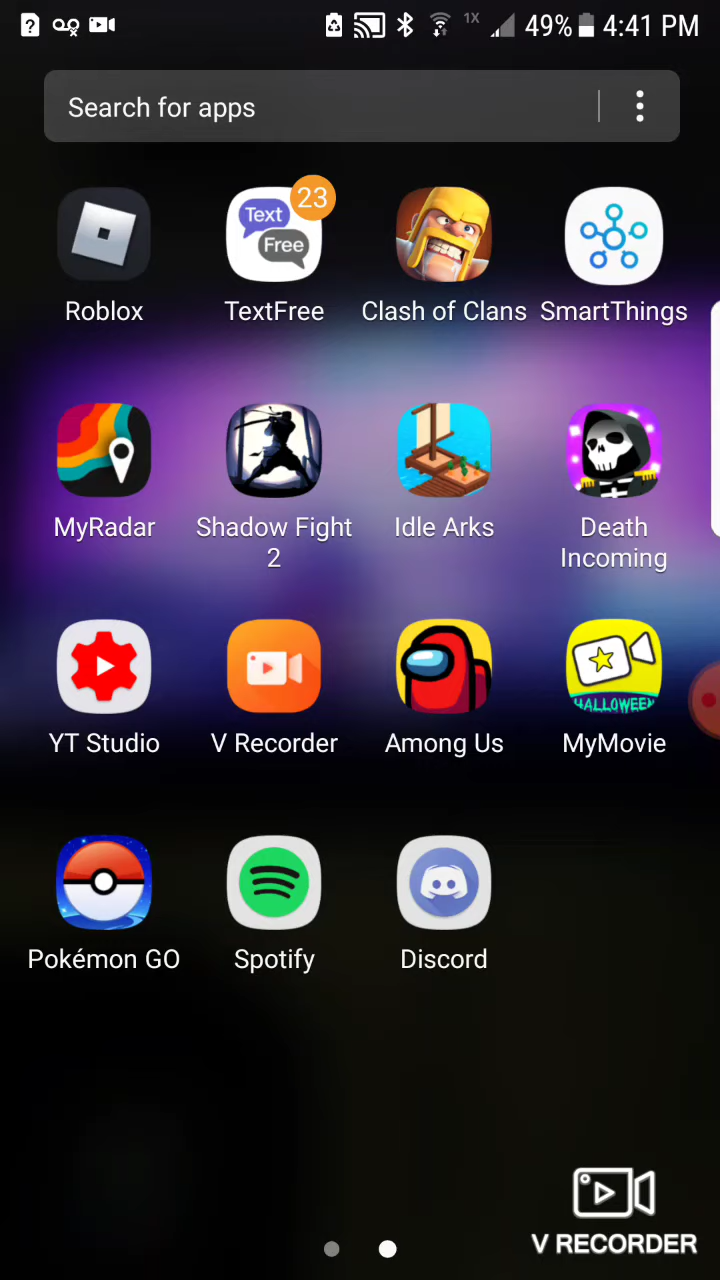 1X 49% 4:41 PM
Search for apps
23
Text
Free
Roblox TextFree Clash of Clans SmartThings
MyRadar Shadow Fight 2 Idle Arks Death Incoming
HALLOWEEN
YT Studio V Recorder Among Us MyMovie
Pokémon GO Spotify Discord
V RECORDER